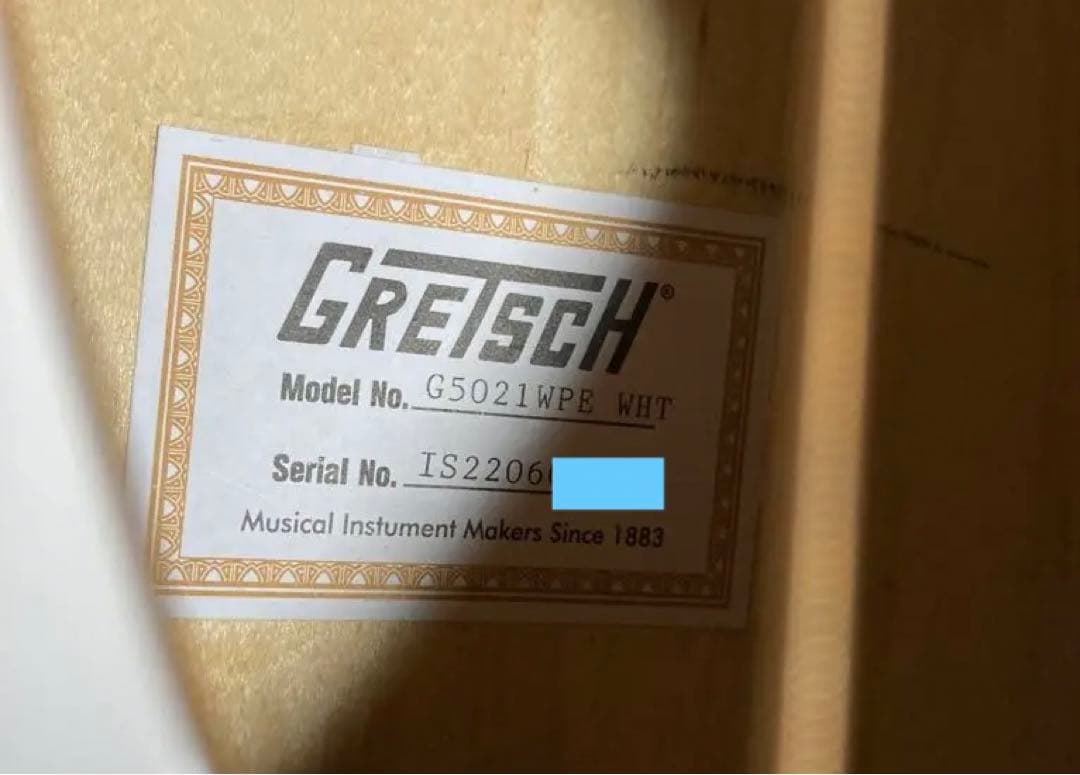 GRETSCH®
Model No. G5021WPE WHT
Serial No. IS2206
Musical Instument Makers Since 1883